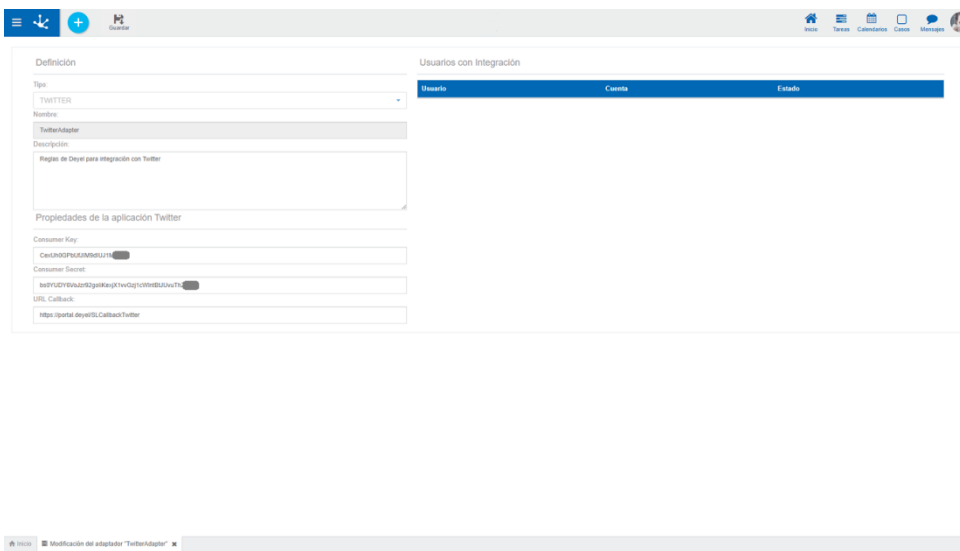 Guardar
Inicio Tareas Calendarios Casos Mensajes
Definición
Tipo:
TWITTER
Nombre:
TwitterAdapter
Descripción:
Reglas de Deyel para integración con Twitter
Propiedades de la aplicación Twitter
Consumer Key:
Consumer Secret:
URL Callback:
https://portal.deyel/SLCallbackTwitter
Usuarios con Integración
Usuario Cuenta Estado
Inicio Modificación del adaptador "TwitterAdapter"